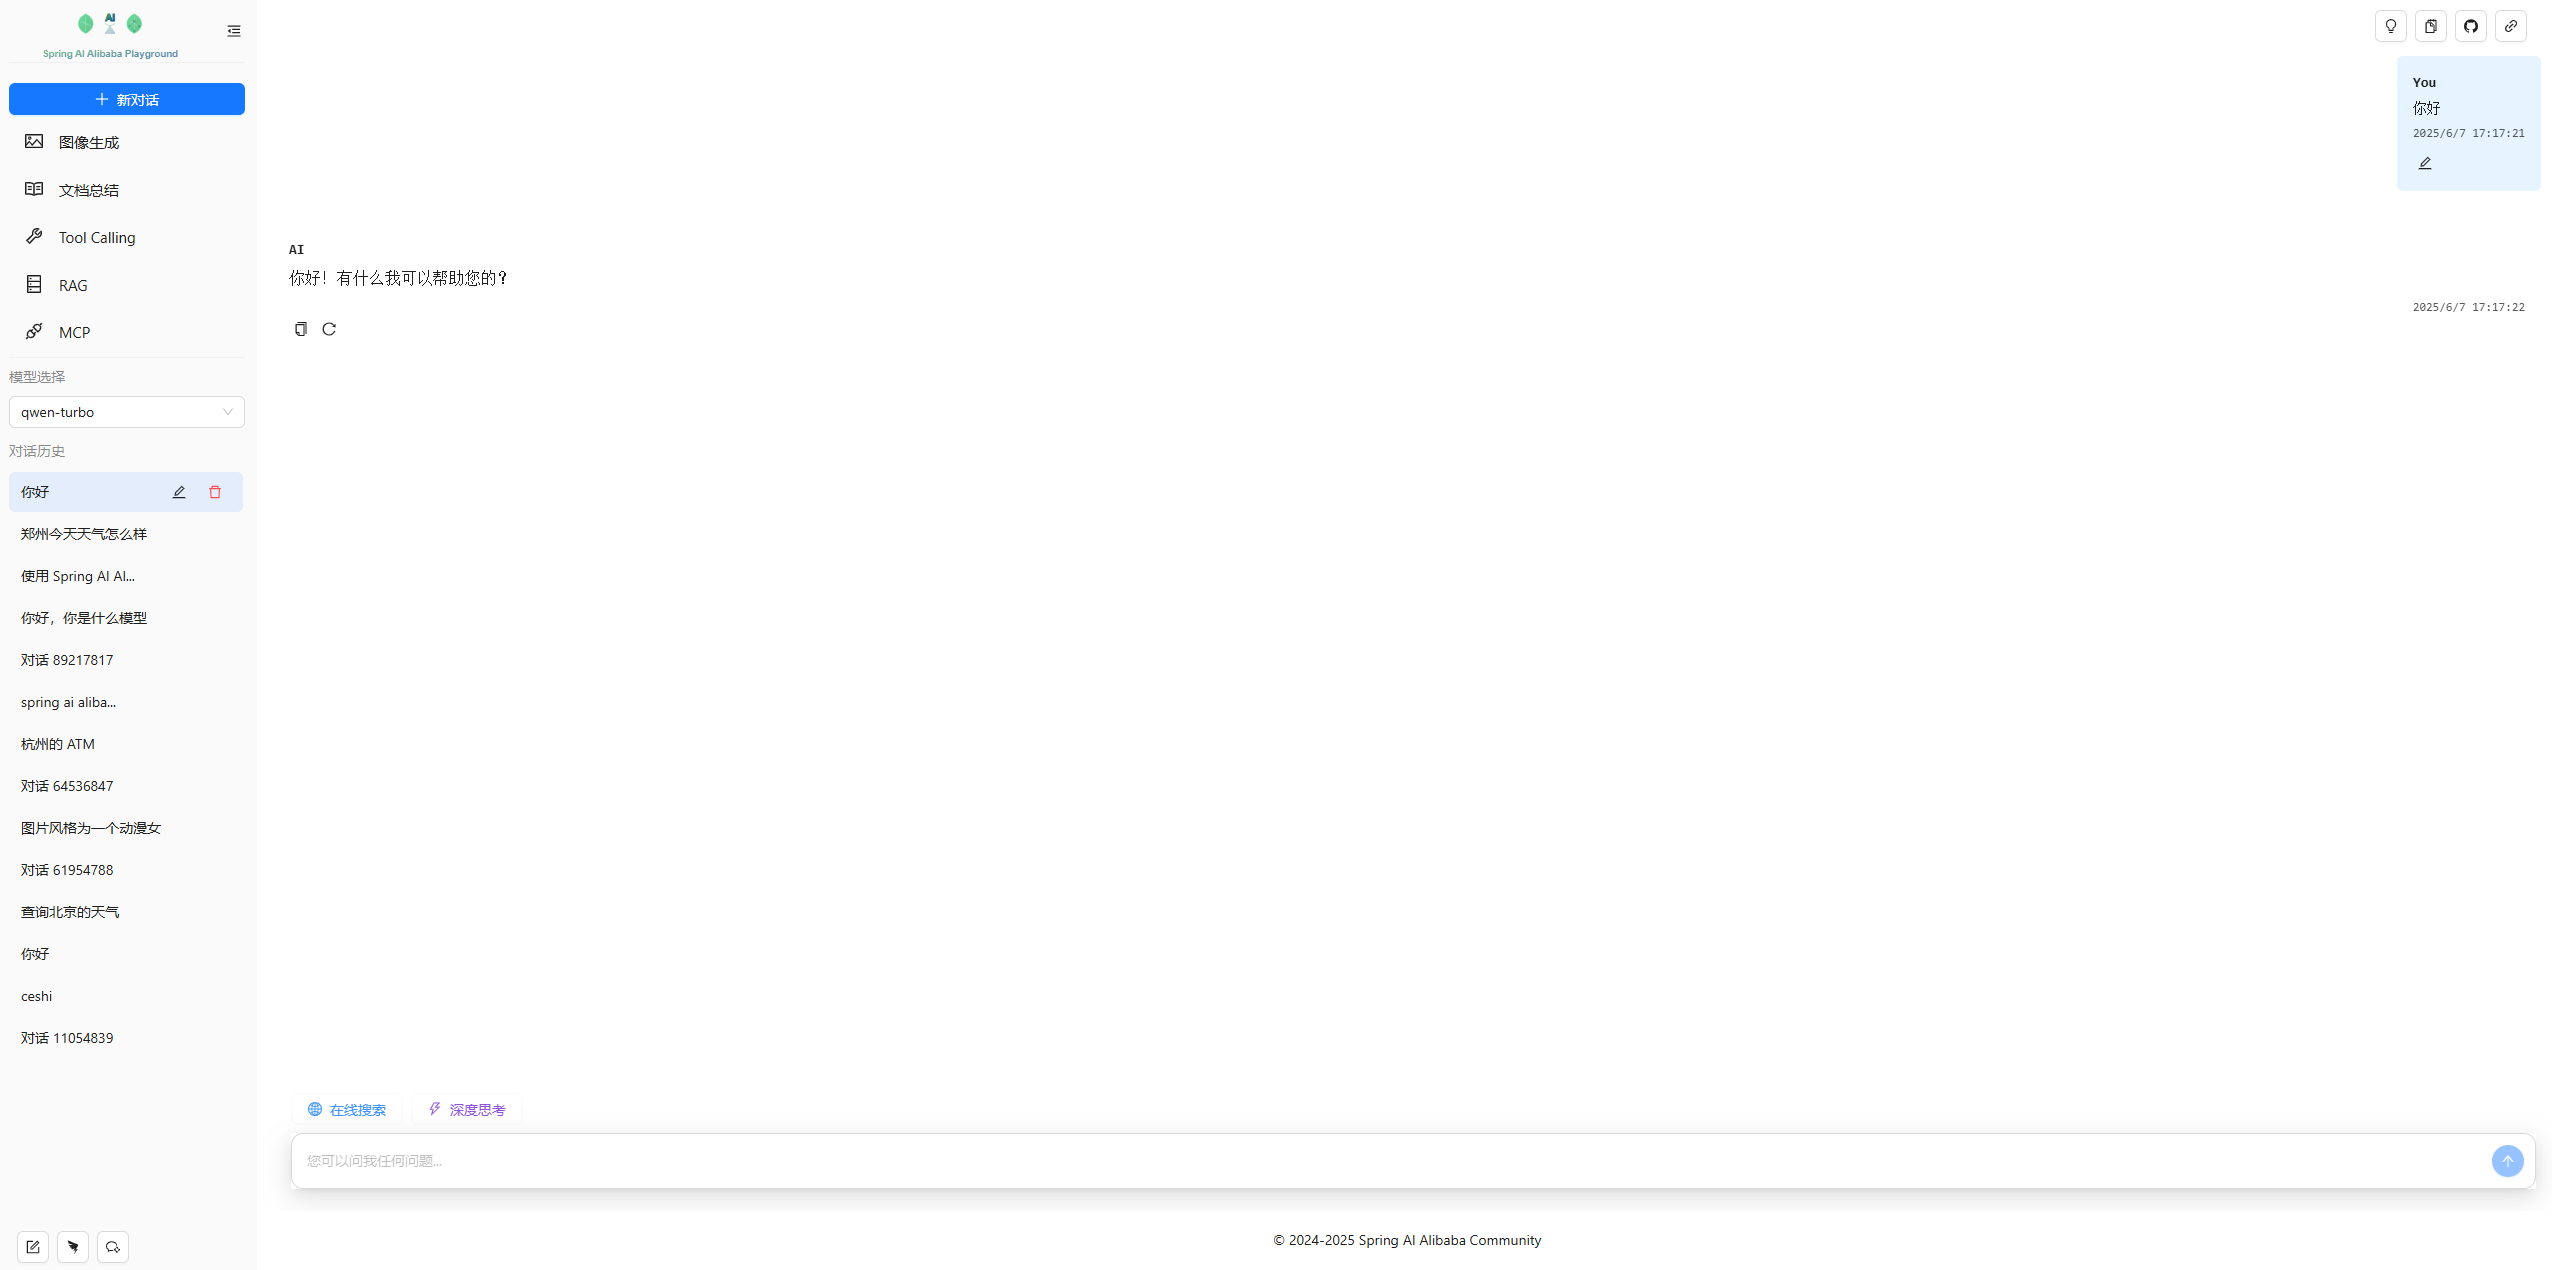 AI
Spring AI Alibaba Playground
新对话
图像生成
文档总结
Tool Calling
RAG
MCP
模型选择
qwen-turbo
对话历史
你好
郑州今天天气怎么样
使用 Spring AI Al...
你好，你是什么模型
对话 89217817
spring ai aliba...
杭州的 ATM
对话 64536847
图片风格为一个动漫女
对话 61954788
查询北京的天气
你好
ceshi
对话 11054839
You
你好
2025/6/7 17:17:21
AI
你好！有什么我可以帮助您的？
2025/6/7 17:17:22
在线搜索
深度思考
您可以问我任何问题...
© 2024-2025 Spring AI Alibaba Community